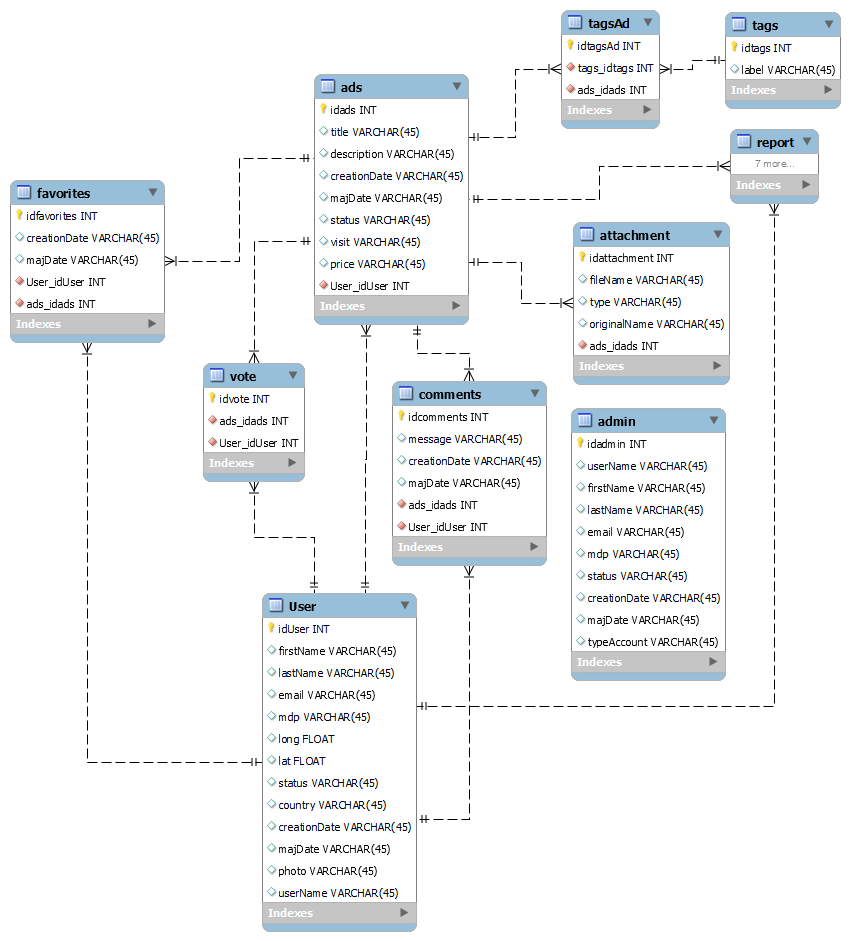 tagsAd
idtagsAd INT
tags_idtags INT
ads_idads INT
Indexes
tags
idtags INT
label VARCHAR(45)
Indexes
ads
idads INT
title VARCHAR(45)
description VARCHAR(45)
creationDate VARCHAR(45)
majDate VARCHAR(45)
status VARCHAR(45)
visit VARCHAR(45)
price VARCHAR(45)
User_idUser INT
Indexes
report
7 more...
Indexes
favorites
idfavorites INT
creationDate VARCHAR(45)
majDate VARCHAR(45)
User_idUser INT
ads_idads INT
Indexes
attachment
idattachment INT
fileName VARCHAR(45)
type VARCHAR(45)
originalName VARCHAR(45)
ads_idads INT
Indexes
vote
idvote INT
ads_idads INT
User_idUser INT
Indexes
comments
idcomments INT
message VARCHAR(45)
creationDate VARCHAR(45)
majDate VARCHAR(45)
ads_idads INT
User_idUser INT
Indexes
admin
idadmin INT
userName VARCHAR(45)
firstName VARCHAR(45)
lastName VARCHAR(45)
email VARCHAR(45)
mdp VARCHAR(45)
status VARCHAR(45)
creationDate VARCHAR(45)
majDate VARCHAR(45)
typeAccount VARCHAR(45)
Indexes
User
idUser INT
firstName VARCHAR(45)
lastName VARCHAR(45)
email VARCHAR(45)
mdp VARCHAR(45)
long FLOAT
lat FLOAT
status VARCHAR(45)
country VARCHAR(45)
creationDate VARCHAR(45)
majDate VARCHAR(45)
photo VARCHAR(45)
userName VARCHAR(45)
Indexes